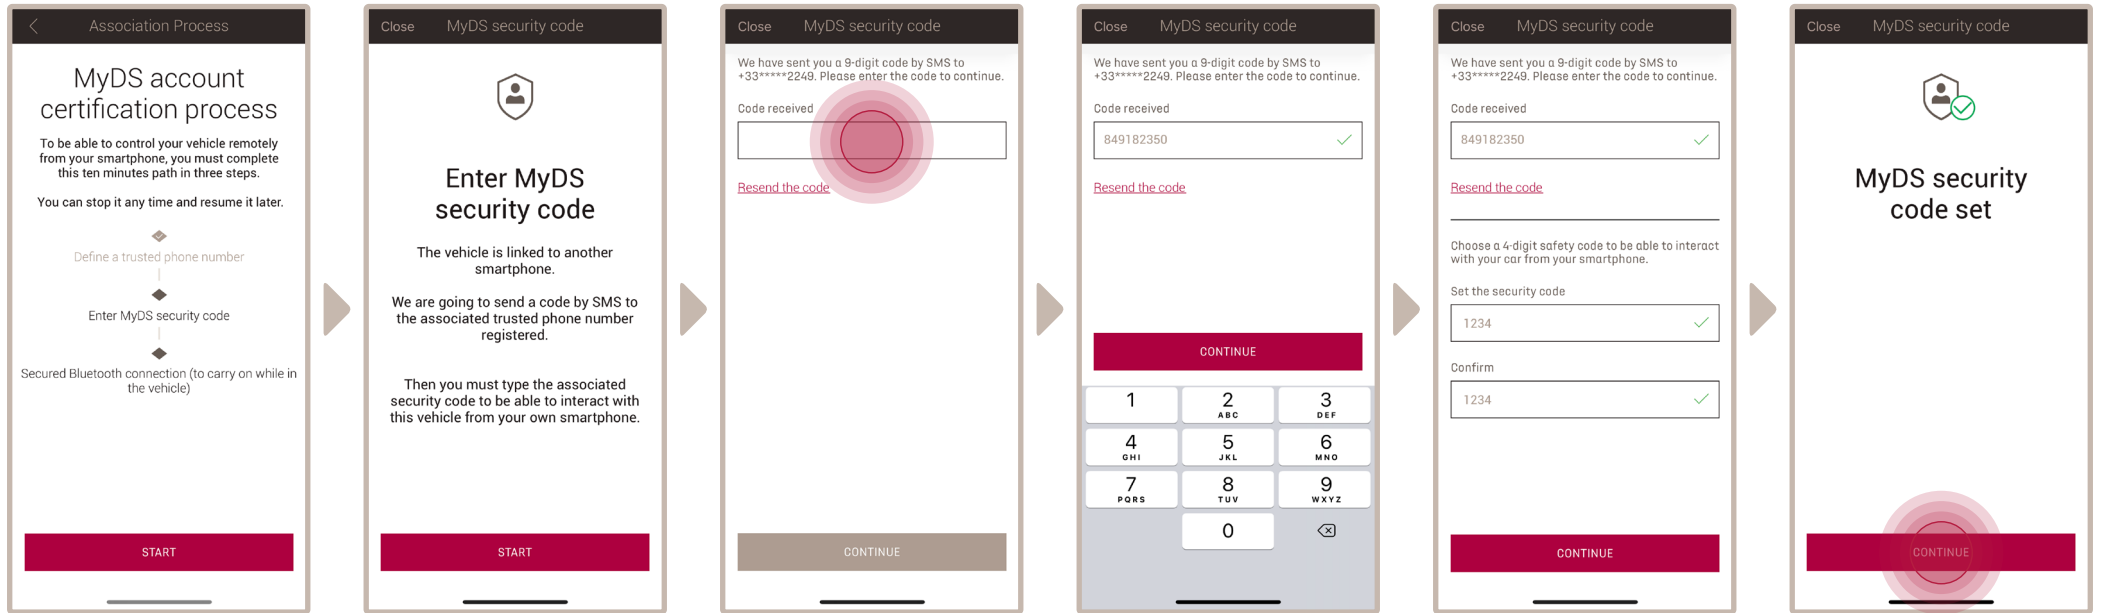 Association Process
MyDS account
certification process
To be able to control your vehicle remotely
from your smartphone, you must complete
this ten minutes path in three steps.
You can stop it any time and resume it later.
Define a trusted phone number
Enter MyDS security code
Secured Bluetooth connection (to carry on while in
the vehicle)
START
Close MyDS security code
Enter MyDS
security code
The vehicle is linked to another
smartphone.
We are going to send a code by SMS to
the associated trusted phone number
registered.
Then you must type the associated
security code to be able to interact with
this vehicle from your own smartphone.
START
Close MyDS security code
We have sent you a 9-digit code by SMS to
+33*****2249. Please enter the code to continue.
Code received
Resend the code
CONTINUE
Close MyDS security code
We have sent you a 9-digit code by SMS to
+33*****2249. Please enter the code to continue.
Code received
849182350
Resend the code
CONTINUE
1 2 3
ABC DEF
4 5 6
GHI JKL MNO
7 8 9
PQRS TUV WXYZ
0
Close MyDS security code
We have sent you a 9-digit code by SMS to
+33*****2249. Please enter the code to continue.
Code received
849182350
Resend the code
Choose a 4-digit safety code to be able to interact
with your car from your smartphone.
Set the security code
1234
Confirm
1234
CONTINUE
Close MyDS security code
MyDS security
code set
CONTINUE